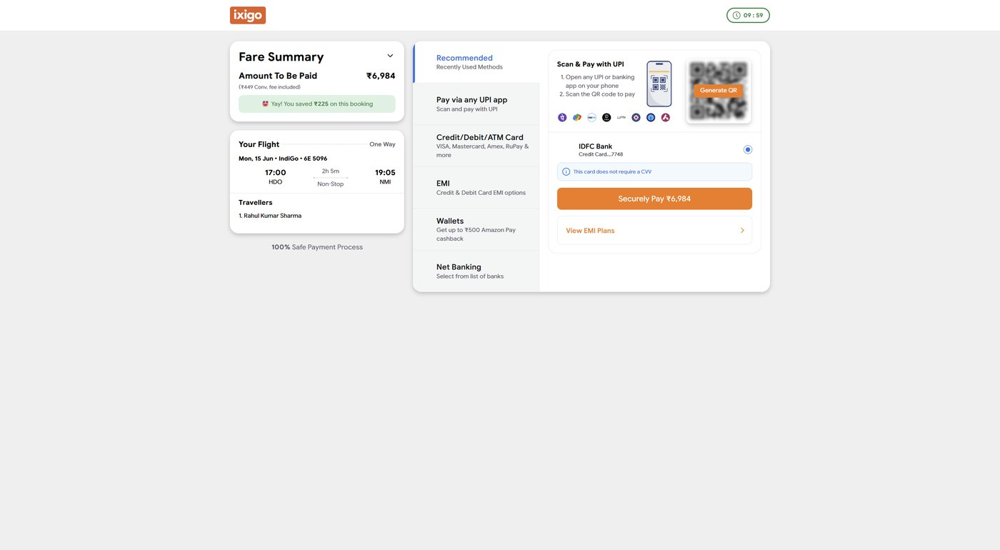 ixigo
09 : 59
Fare Summary
Amount To Be Paid ₹6,984
(₹449 Conv. fee included)
Yay! You saved ₹225 on this booking
Your Flight One Way
Mon, 15 Jun • IndiGo • 6E 5096
17:00 2h 5m 19:05
HDO Non-Stop NMI
Travellers
1. Rahul Kumar Sharma
100% Safe Payment Process
Recommended
Recently Used Methods
Pay via any UPI app
Scan and pay with UPI
Credit/Debit/ATM Card
VISA, Mastercard, Amex, RuPay &
more
EMI
Credit & Debit Card EMI options
Wallets
Get up to ₹500 Amazon Pay
cashback
Net Banking
Select from list of banks
Scan & Pay with UPI
1. Open any UPI or banking
app on your phone
2. Scan the QR code to pay
Generate QR
IDFC Bank
Credit Card....7748
This card does not require a CVV
Securely Pay ₹6,984
View EMI Plans